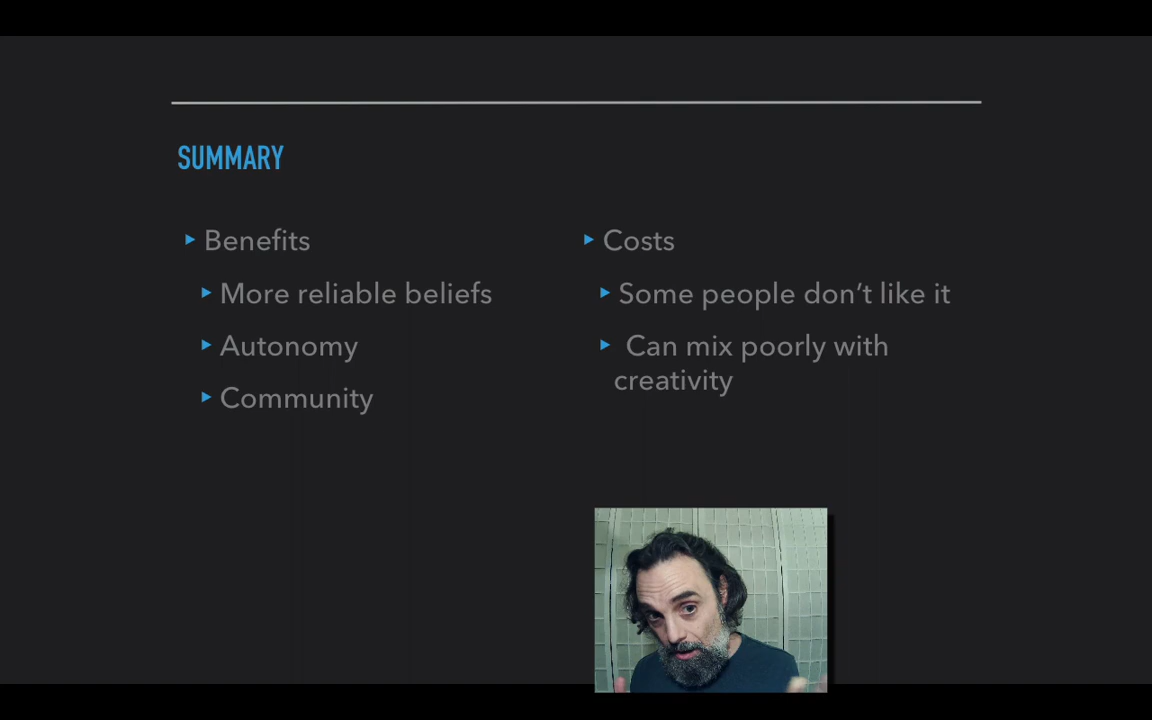 SUMMARY
Benefits
More reliable beliefs
Autonomy
Community
Costs
Some people don’t like it
Can mix poorly with
creativity